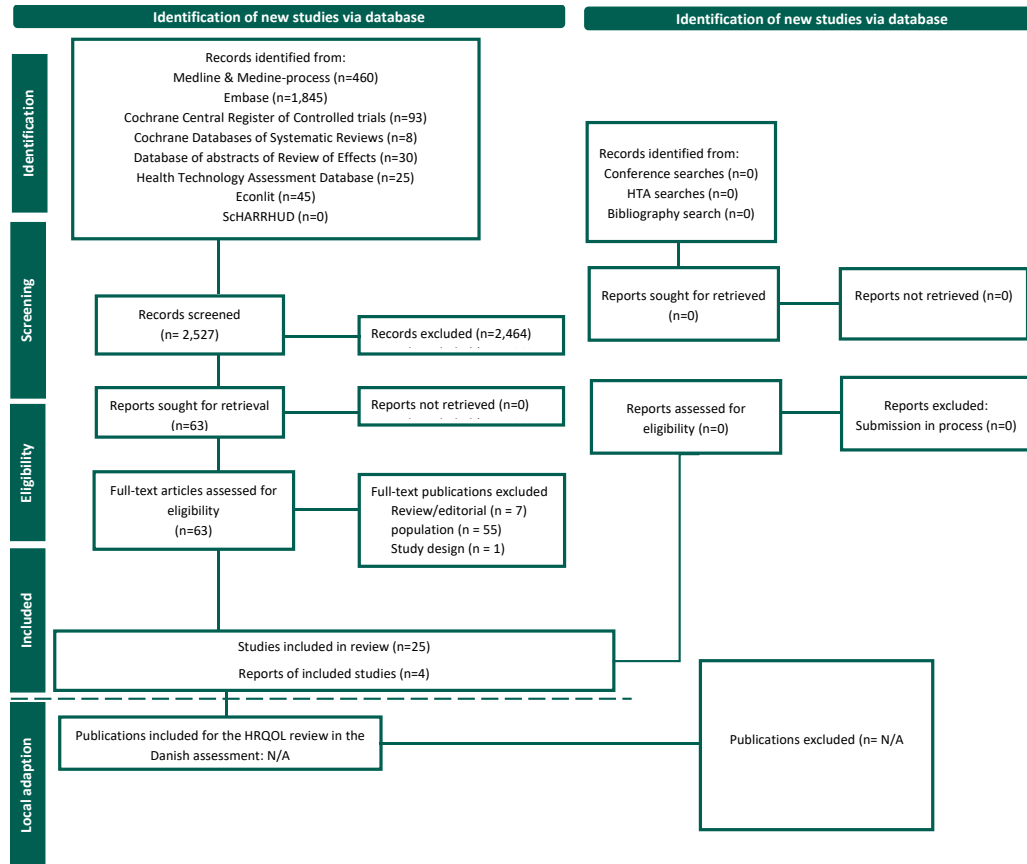 Identification of new studies via database
Identification of new studies via database
Identification
Records identified from:
Medline & Medine-process (n=460)
Embase (n=1,845)
Cochrane Central Register of Controlled trials (n=93)
Cochrane Databases of Systematic Reviews (n=8)
Database of abstracts of Review of Effects (n=30)
Health Technology Assessment Database (n=25)
Econlit (n=45)
ScHARRHUD (n=0)
Records identified from:
Conference searches (n=0)
HTA searches (n=0)
Bibliography search (n=0)
Screening
Records screened
(n= 2,527)
Records excluded (n=2,464)
Reports sought for retrieved
(n=0)
Reports not retrieved (n=0)
Reports sought for retrieval
(n=63)
Reports not retrieved (n=0)
Eligibility
Reports assessed for
eligibility (n=0)
Reports excluded:
Submission in process (n=0)
Full-text articles assessed for
eligibility
(n=63)
Full-text publications excluded
Review/editorial (n = 7)
population (n = 55)
Study design (n = 1)
Included
Studies included in review (n=25)
Reports of included studies (n=4)
Local adaption
Publications included for the HRQOL review in the
Danish assessment: N/A
Publications excluded (n= N/A